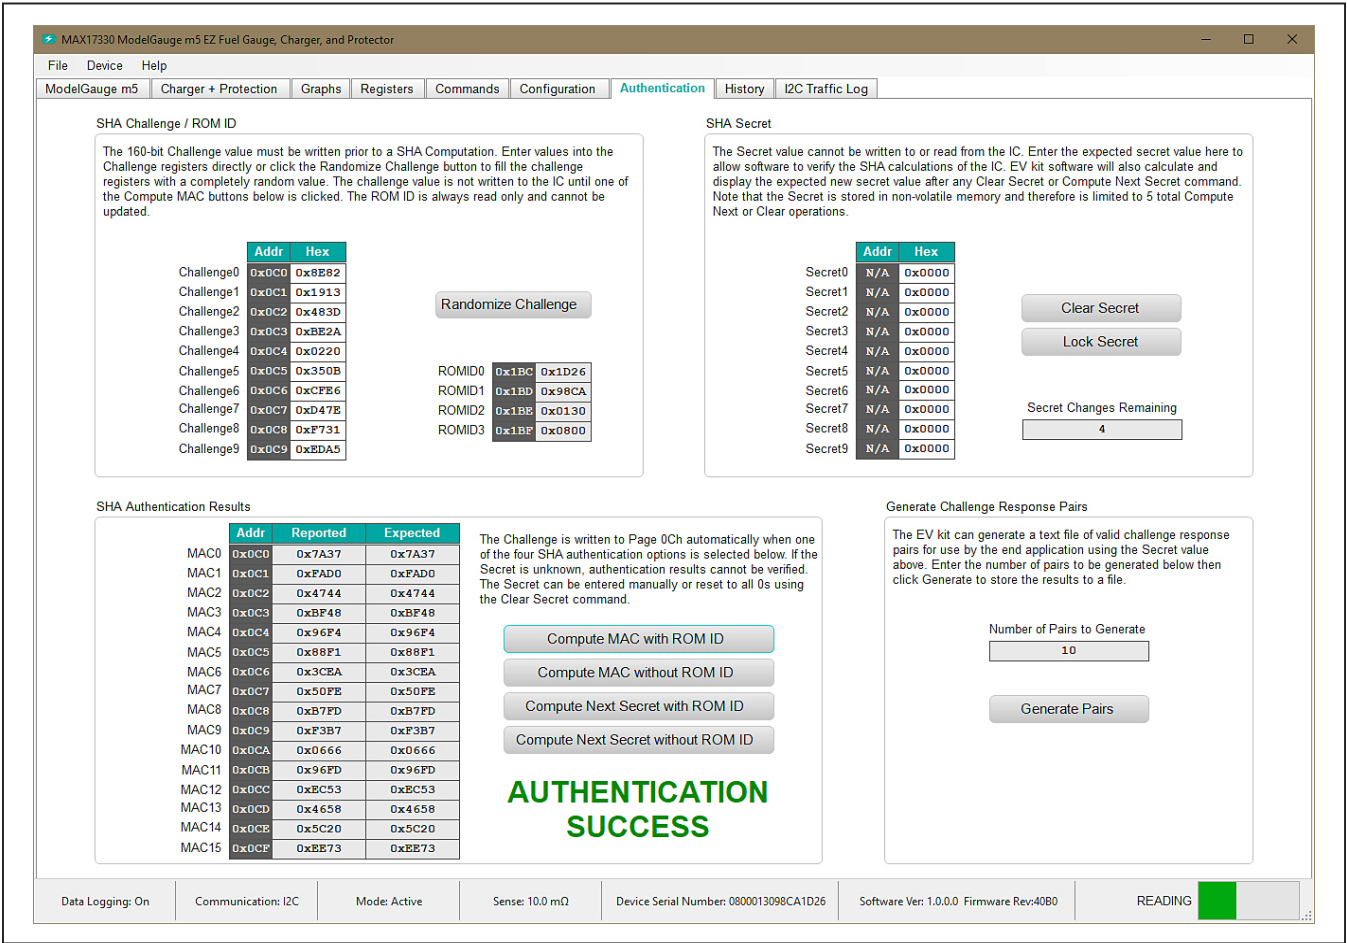 MAX17330 ModelGauge m5 EZ Fuel Gauge, Charger, and Protector
File Device Help
ModelGauge m5 Charger + Protection Graphs Registers Commands Configuration Authentication History I2C Traffic Log
SHA Challenge / ROM ID
The 160-bit Challenge value must be written prior to a SHA Computation. Enter values into the
Challenge registers directly or click the Randomize Challenge button to fill the challenge
registers with a completely random value. The challenge value is not written to the IC until one of
the Compute MAC buttons below is clicked. The ROM ID is always read only and cannot be
updated.
Addr Hex
Challenge0 0x0C0 0x8E82
Challenge1 0x0C1 0x1913
Challenge2 0x0C2 0x483D
Challenge3 0x0C3 0xBE2A
Challenge4 0x0C4 0x0220
Challenge5 0x0C5 0x350B
Challenge6 0x0C6 0xCFE6
Challenge7 0x0C7 0xD47E
Challenge8 0x0C8 0xF731
Challenge9 0x0C9 0xEDA5
Randomize Challenge
ROMID0 0x1BC 0x1D26
ROMID1 0x1BD 0x98CA
ROMID2 0x1BE 0x0130
ROMID3 0x1BF 0x0800
SHA Secret
The Secret value cannot be written to or read from the IC. Enter the expected secret value here to
allow software to verify the SHA calculations of the IC. EV kit software will also calculate and
display the expected new secret value after any Clear Secret or Compute Next Secret command.
Note that the Secret is stored in non-volatile memory and therefore is limited to 5 total Compute
Next or Clear operations.
Addr Hex
Secret0 N/A 0x0000
Secret1 N/A 0x0000
Secret2 N/A 0x0000
Secret3 N/A 0x0000
Secret4 N/A 0x0000
Secret5 N/A 0x0000
Secret6 N/A 0x0000
Secret7 N/A 0x0000
Secret8 N/A 0x0000
Secret9 N/A 0x0000
Clear Secret
Lock Secret
Secret Changes Remaining
4
SHA Authentication Results
Addr Reported Expected
MAC0 0x0C0 0x7A37 0x7A37
MAC1 0x0C1 0xFAD0 0xFAD0
MAC2 0x0C2 0x4744 0x4744
MAC3 0x0C3 0xBF48 0xBF48
MAC4 0x0C4 0x96F4 0x96F4
MAC5 0x0C5 0x88F1 0x88F1
MAC6 0x0C6 0x3CEA 0x3CEA
MAC7 0x0C7 0x50FE 0x50FE
MAC8 0x0C8 0xB7FD 0xB7FD
MAC9 0x0C9 0xF3B7 0xF3B7
MAC10 0x0CA 0x0666 0x0666
MAC11 0x0CB 0x96FD 0x96FD
MAC12 0x0CC 0xEC53 0xEC53
MAC13 0x0CD 0x4658 0x4658
MAC14 0x0CE 0x5C20 0x5C20
MAC15 0x0CF 0xEE73 0xEE73
The Challenge is written to Page 0Ch automatically when one
of the four SHA authentication options is selected below. If the
Secret is unknown, authentication results cannot be verified.
The Secret can be entered manually or reset to all 0s using
the Clear Secret command.
Compute MAC with ROM ID
Compute MAC without ROM ID
Compute Next Secret with ROM ID
Compute Next Secret without ROM ID
AUTHENTICATION
SUCCESS
Generate Challenge Response Pairs
The EV kit can generate a text file of valid challenge response
pairs for use by the end application using the Secret value
above. Enter the number of pairs to be generated below then
click Generate to store the results to a file.
Number of Pairs to Generate
10
Generate Pairs
Data Logging: On Communication: I2C Mode: Active Sense: 10.0 mΩ Device Serial Number: 0800013098CA1D26 Software Ver: 1.0.0.0 Firmware Rev:40B0 READING